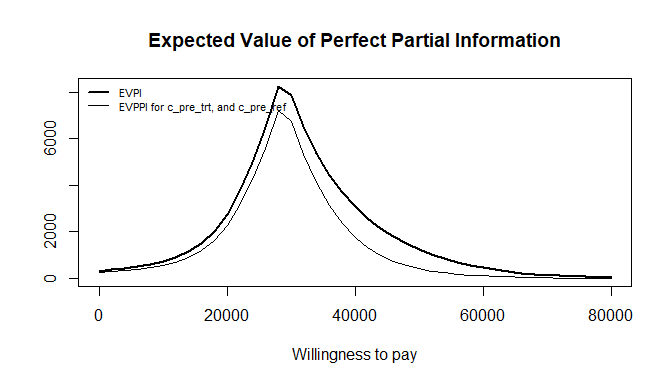 Expected Value of Perfect Partial Information
EVPI
EVPPI for c_pre_trt, and c_pre_ref
6000
2000
0
0 20000 40000 60000 80000
Willingness to pay